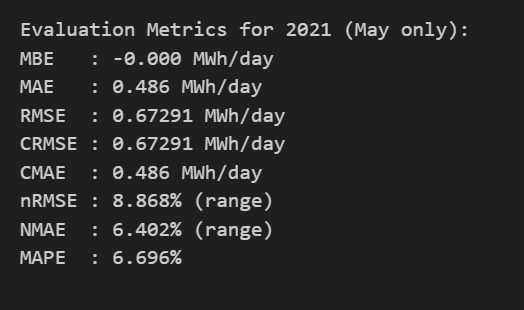 Evaluation Metrics for 2021 (May only):
MBE   : -0.000 MWh/day
MAE   : 0.486 MWh/day
RMSE  : 0.67291 MWh/day
CRMSE : 0.67291 MWh/day
CMAE  : 0.486 MWh/day
nRMSE : 8.868% (range)
NMAE  : 6.402% (range)
MAPE  : 6.696%